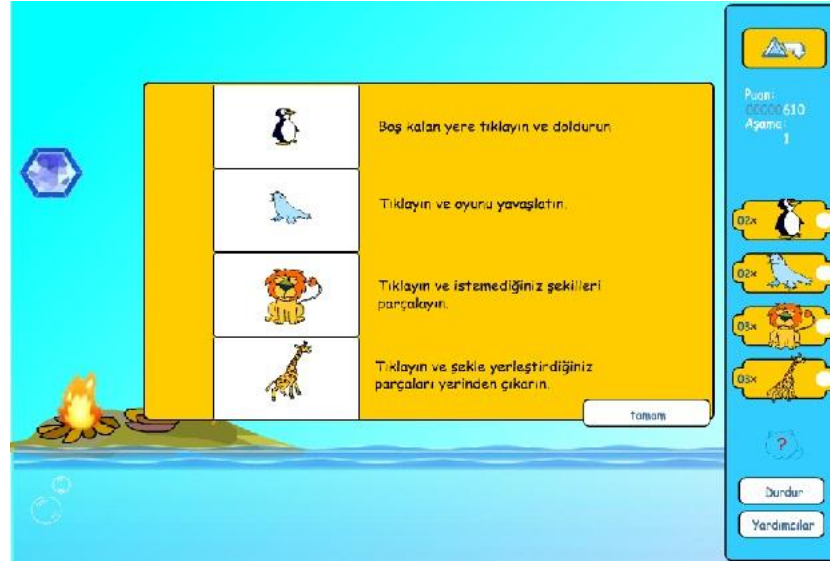 Boş kalan yere tıklayın ve doldurun
Tıklayın ve oyunu yavaşlatın.
Tıklayın ve istemediğiniz şekilleri
parçalayın.
Tıklayın ve şekle yerleştirdiğiniz
parçaları yerinden çıkarın.
tamam
Puan:
00000610
Aşama:
1
02x
02x
03x
03x
?
Durdur
Yardımcılar